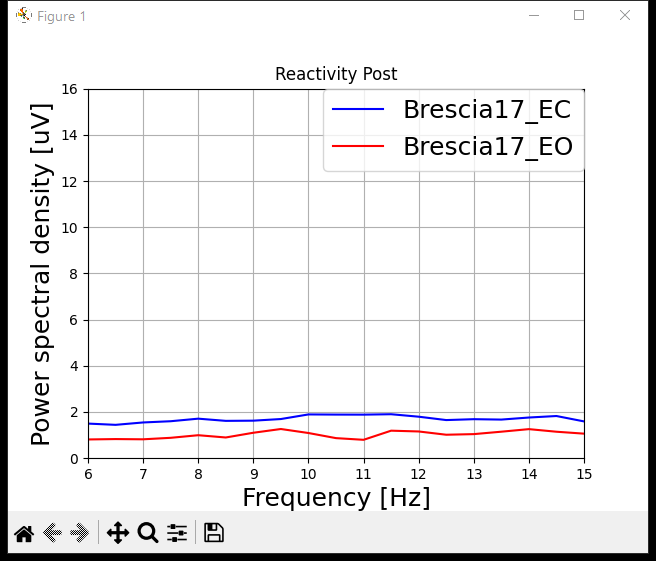 Figure 1
Reactivity Post
Brescia17_EC
Brescia17_EO
Power spectral density [uV]
16
14
12
10
8
6
4
2
0
6 7 8 9 10 11 12 13 14 15
Frequency [Hz]